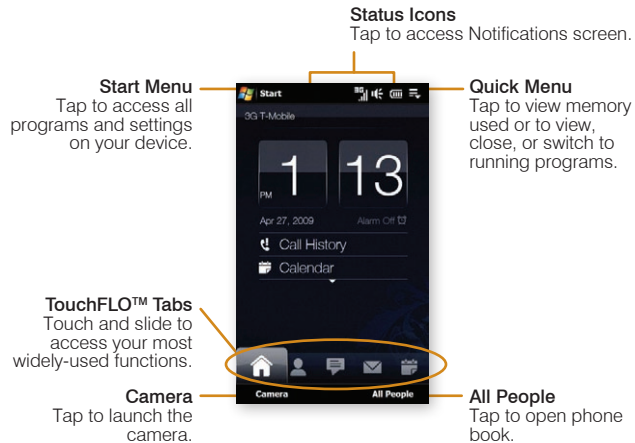 Status Icons
Tap to access Notifications screen.
Start Menu
Tap to access all
programs and settings
on your device.
Quick Menu
Tap to view memory
used or to view,
close, or switch to
running programs.
Start
3G
3G T-Mobile
PM
1 13
Apr 27, 2009 Alarm Off
Call History
Calendar
TouchFLO™ Tabs
Touch and slide to
access your most
widely-used functions.
Camera All People
Camera
Tap to launch the
camera.
All People
Tap to open phone
book.